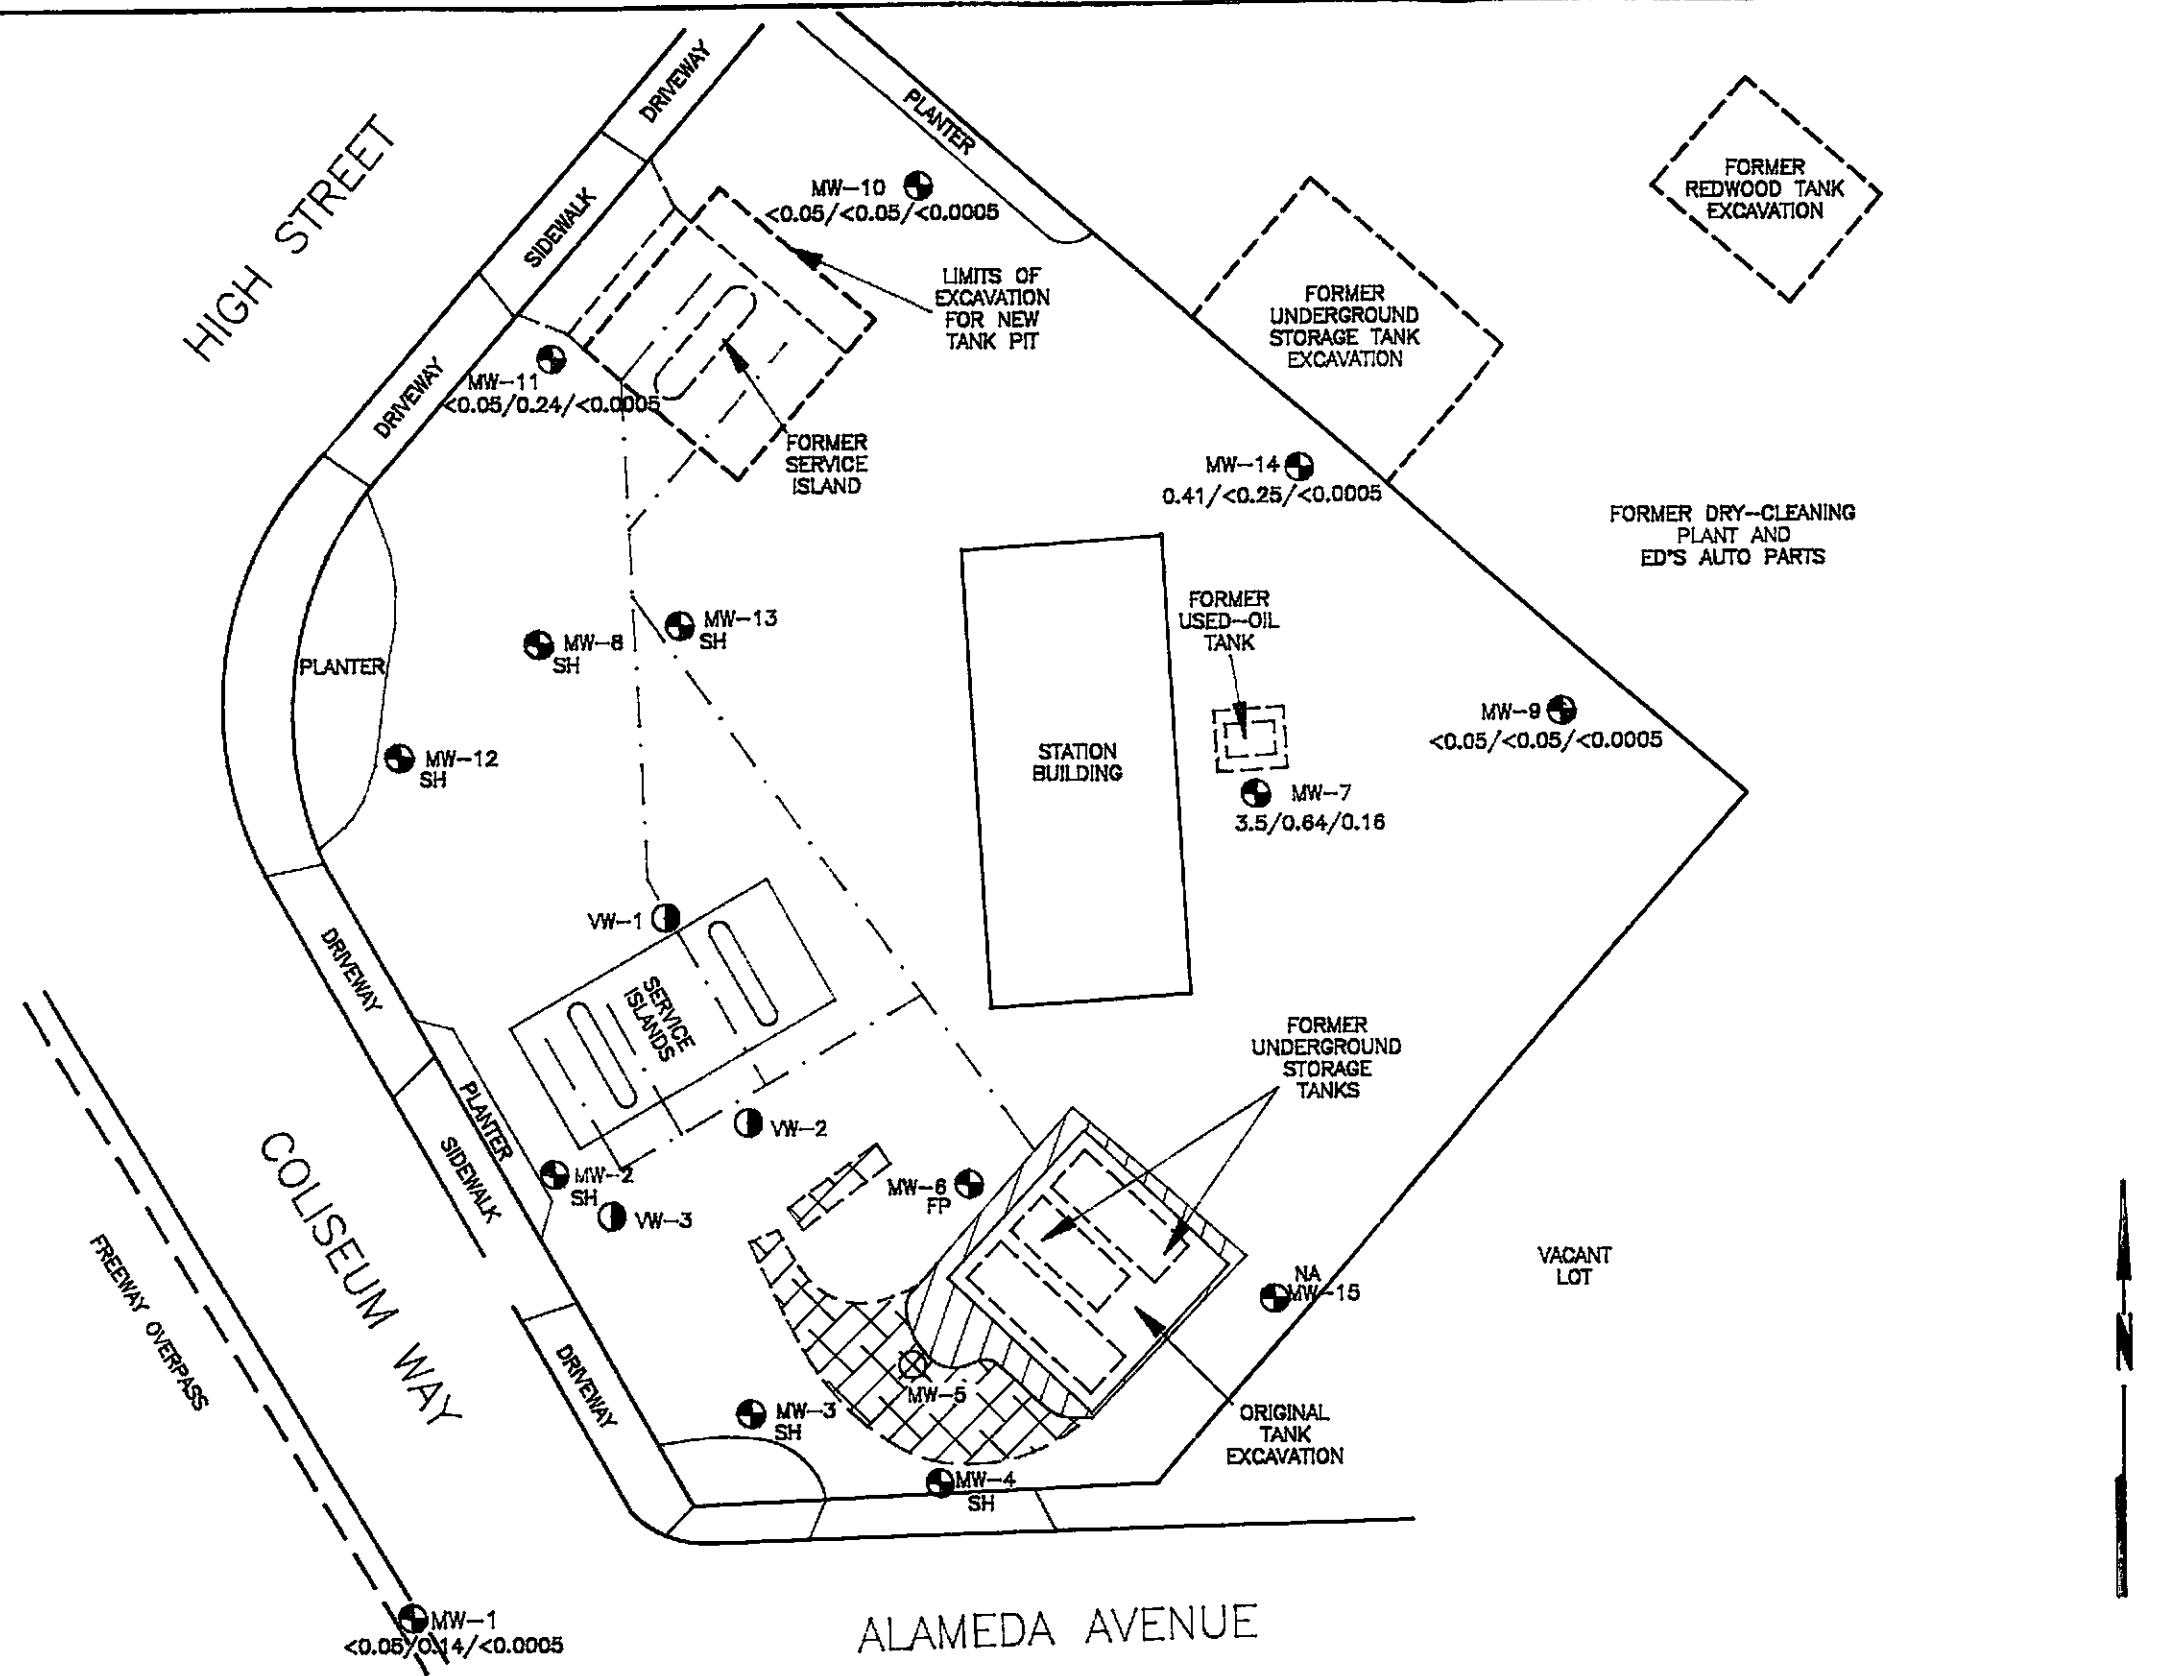 DRIVEWAY
PLANTER
HIGH STREET
SIDEWALK
MW-10
<0.05/<0.05/<0.0005
FORMER
REDWOOD TANK
EXCAVATION
LIMITS OF
EXCAVATION
FOR NEW
TANK PIT
FORMER
UNDERGROUND
STORAGE TANK
EXCAVATION
MW-11
<0.05/0.24/<0.0005
DRIVEWAY
FORMER
SERVICE
ISLAND
MW-14
0.41/<0.25/<0.0005
FORMER DRY-CLEANING
PLANT AND
ED'S AUTO PARTS
FORMER
USED-OIL
TANK
MW-13
SH
MW-8
SH
PLANTER
MW-12
SH
STATION
BUILDING
MW-9
<0.05/<0.05/<0.0005
MW-7
3.5/0.64/0.16
VW-1
DRIVEWAY
SERVICE
ISLANDS
FORMER
UNDERGROUND
STORAGE
TANKS
PLANTER
SIDEWALK
VW-2
MW-2
SH
VW-3
MW-6
FP
COLISEUM WAY
FREEWAY OVERPASS
NA
MW-15
VACANT
LOT
N
DRIVEWAY
MW-5
MW-3
SH
ORIGINAL
TANK
EXCAVATION
MW-4
SH
MW-1
<0.05/0.14/<0.0005
ALAMEDA AVENUE